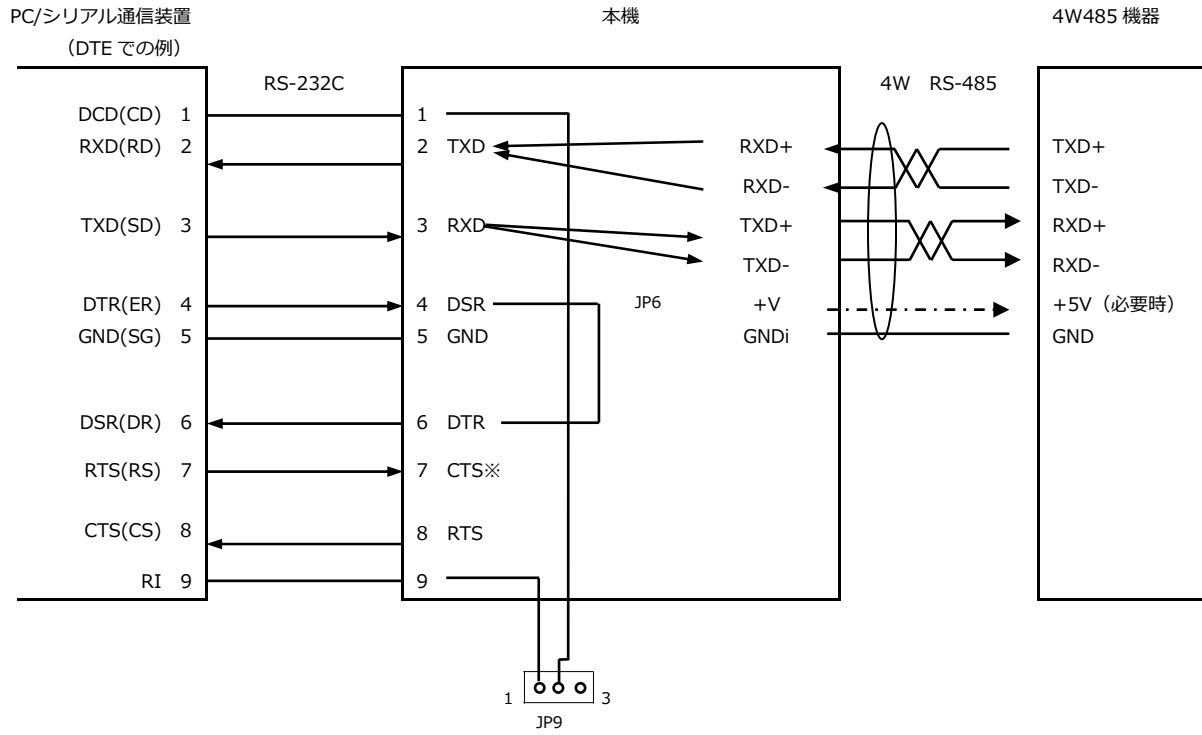 PC/シリアル通信装置
（DTE での例）
本機
4W485 機器
RS-232C
4W RS-485
DCD(CD) 1
1
RXD(RD) 2
2 TXD
RXD+
TXD+
RXD-
TXD-
TXD(SD) 3
3 RXD
TXD+
RXD+
TXD-
RXD-
DTR(ER) 4
4 DSR
JP6
+V
+5V（必要時）
GND(SG) 5
5 GND
GNDi
GND
DSR(DR) 6
6 DTR
RTS(RS) 7
7 CTS※
CTS(CS) 8
8 RTS
RI 9
9
1
3
JP9